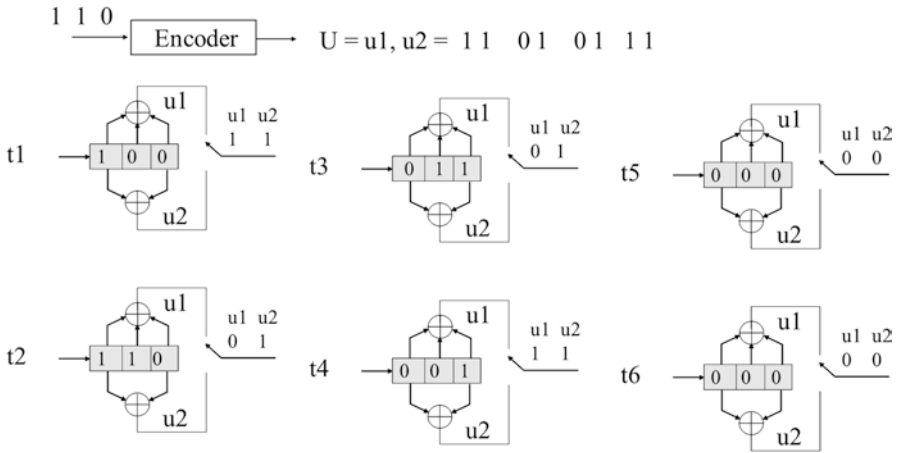 1 1 0
Encoder
U = u1, u2 = 1 1 0 1 0 1 1 1
t1
1 0 0
u1
u2
u1 u2
1 1
t3
0 1 1
u1
u2
u1 u2
0 1
t5
0 0 0
u1
u2
u1 u2
0 0
t2
1 1 0
u1
u2
u1 u2
0 1
t4
0 0 1
u1
u2
u1 u2
1 1
t6
0 0 0
u1
u2
u1 u2
0 0